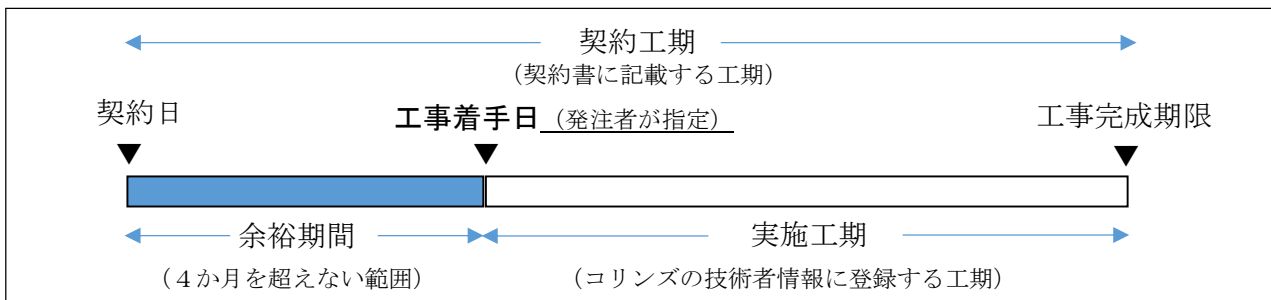 契約工期
（契約書に記載する工期）
契約日 工事着手日（発注者が指定） 工事完成期限
余裕期間 実施工期
（４か月を超えない範囲） （コリンズの技術者情報に登録する工期）